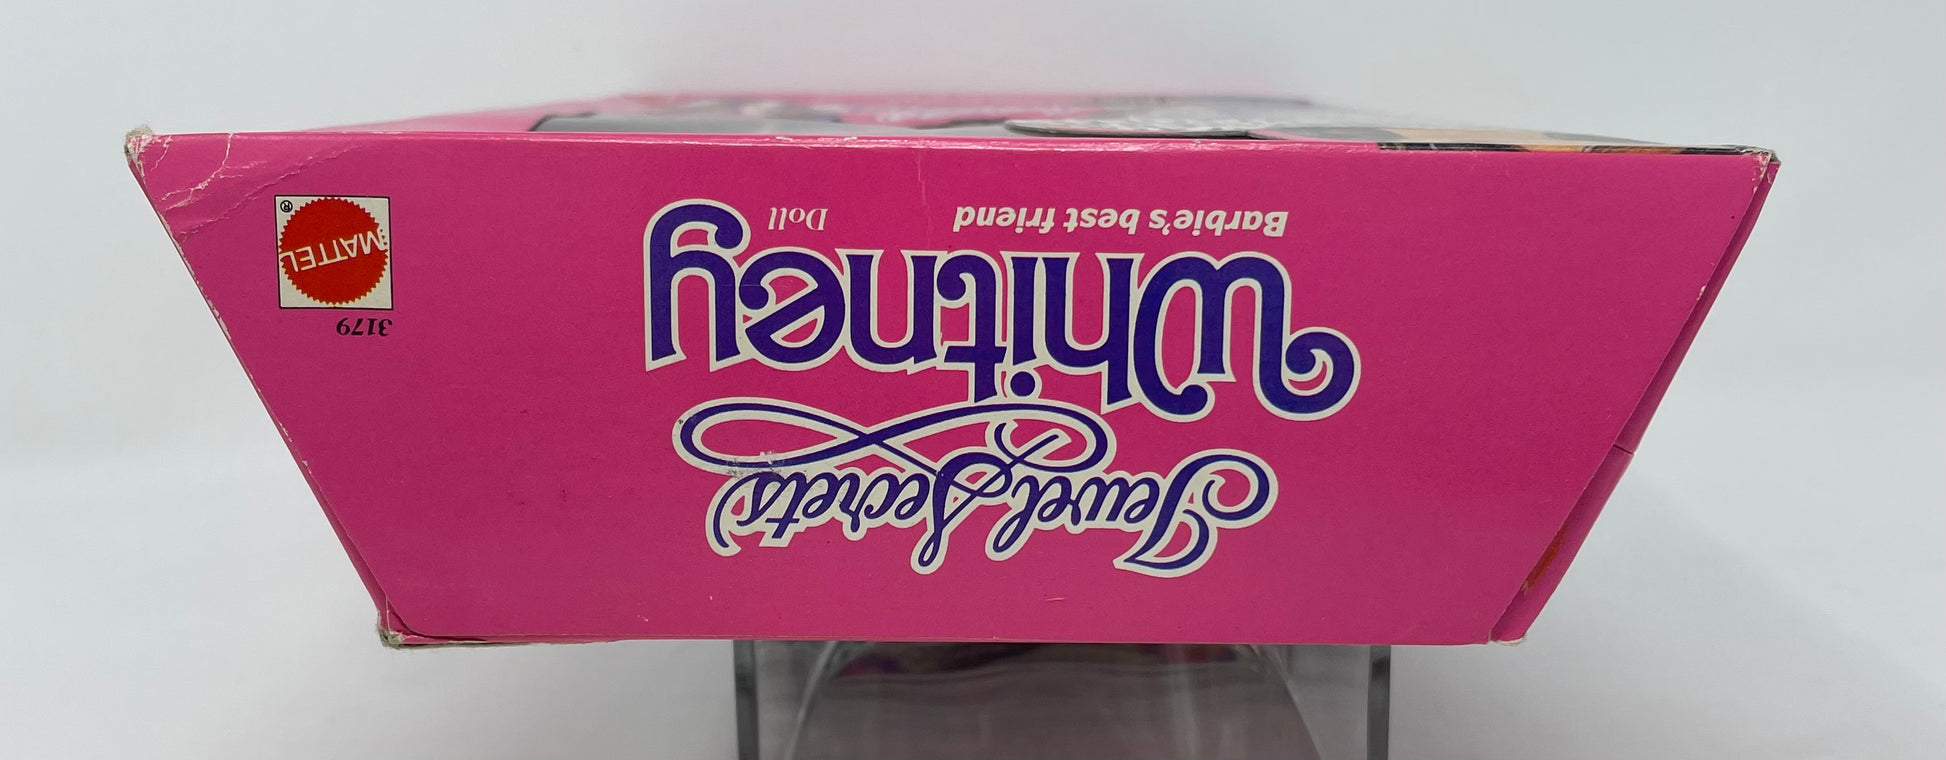 Jewel Secrets
Whitney
Barbie's best friend
Doll
3179
MATTEL
®